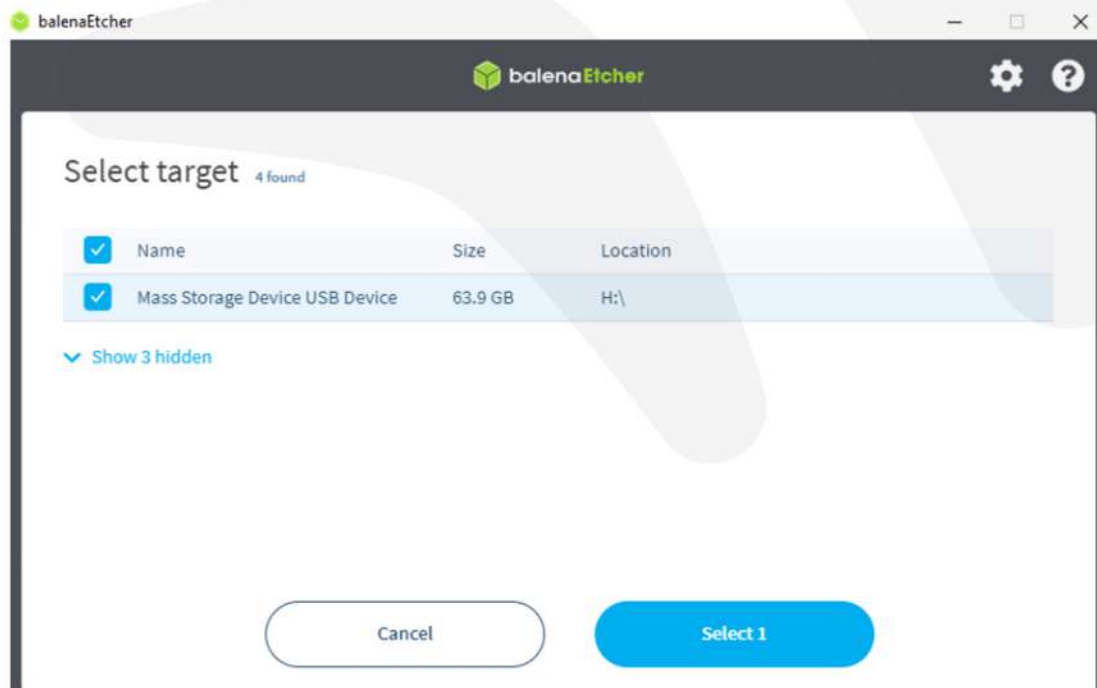 balenaEtcher
balenaEtcher
Select target 4 found
Name Size Location
Mass Storage Device USB Device 63.9 GB H:\
Show 3 hidden
Cancel Select 1